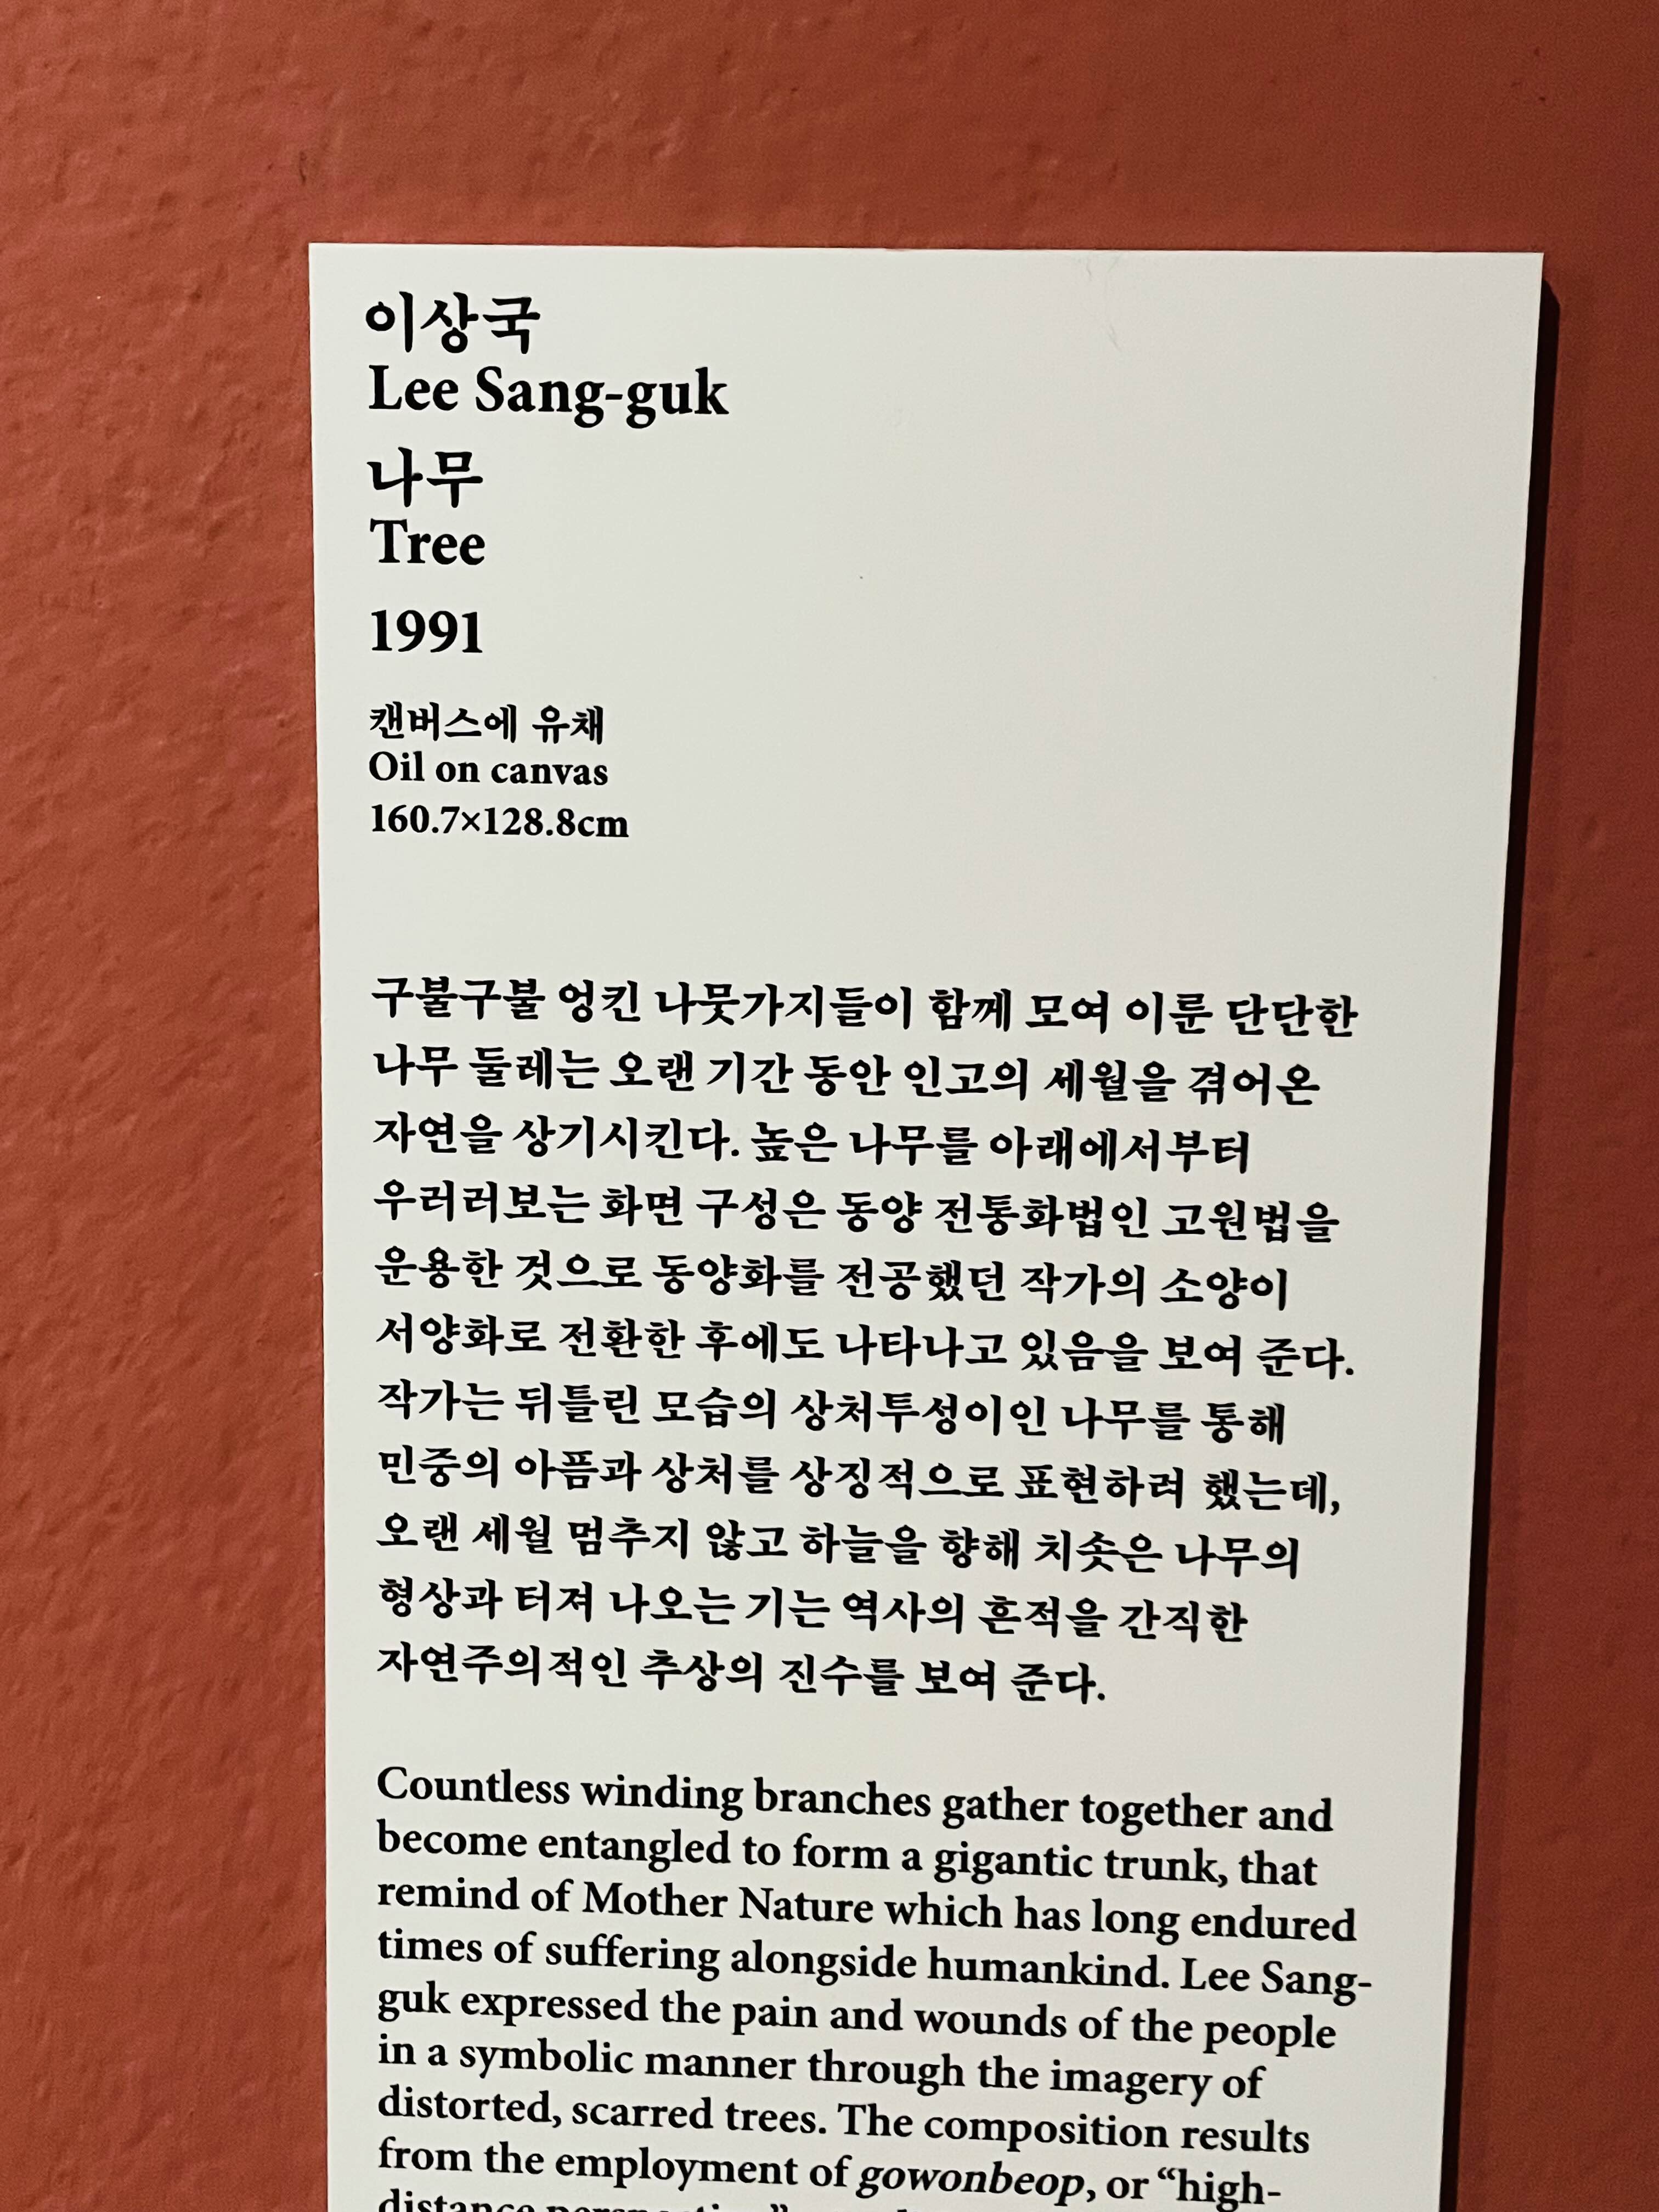 이상국
Lee Sang-guk
나무
Tree
1991
캔버스에 유채
Oil on canvas
160.7×128.8cm
구불구불 엉킨 나뭇가지들이 함께 모여 이룬 단단한
나무 둘레는 오랜 기간 동안 인고의 세월을 겪어온
자연을 상기시킨다. 높은 나무를 아래에서부터
우러러보는 화면 구성은 동양 전통화법인 고원법을
운용한 것으로 동양화를 전공했던 작가의 소양이
서양화로 전환한 후에도 나타나고 있음을 보여 준다.
작가는 뒤틀린 모습의 상처투성이인 나무를 통해
민중의 아픔과 상처를 상징적으로 표현하려 했는데,
오랜 세월 멈추지 않고 하늘을 향해 치솟은 나무의
형상과 터져 나오는 기는 역사의 흔적을 간직한
자연주의적인 추상의 진수를 보여 준다.
Countless winding branches gather together and
become entangled to form a gigantic trunk, that
remind of Mother Nature which has long endured
times of suffering alongside humankind. Lee Sang-
guk expressed the pain and wounds of the people
in a symbolic manner through the imagery of
distorted, scarred trees. The composition results
from the employment of gowonbeop, or “high-
distance